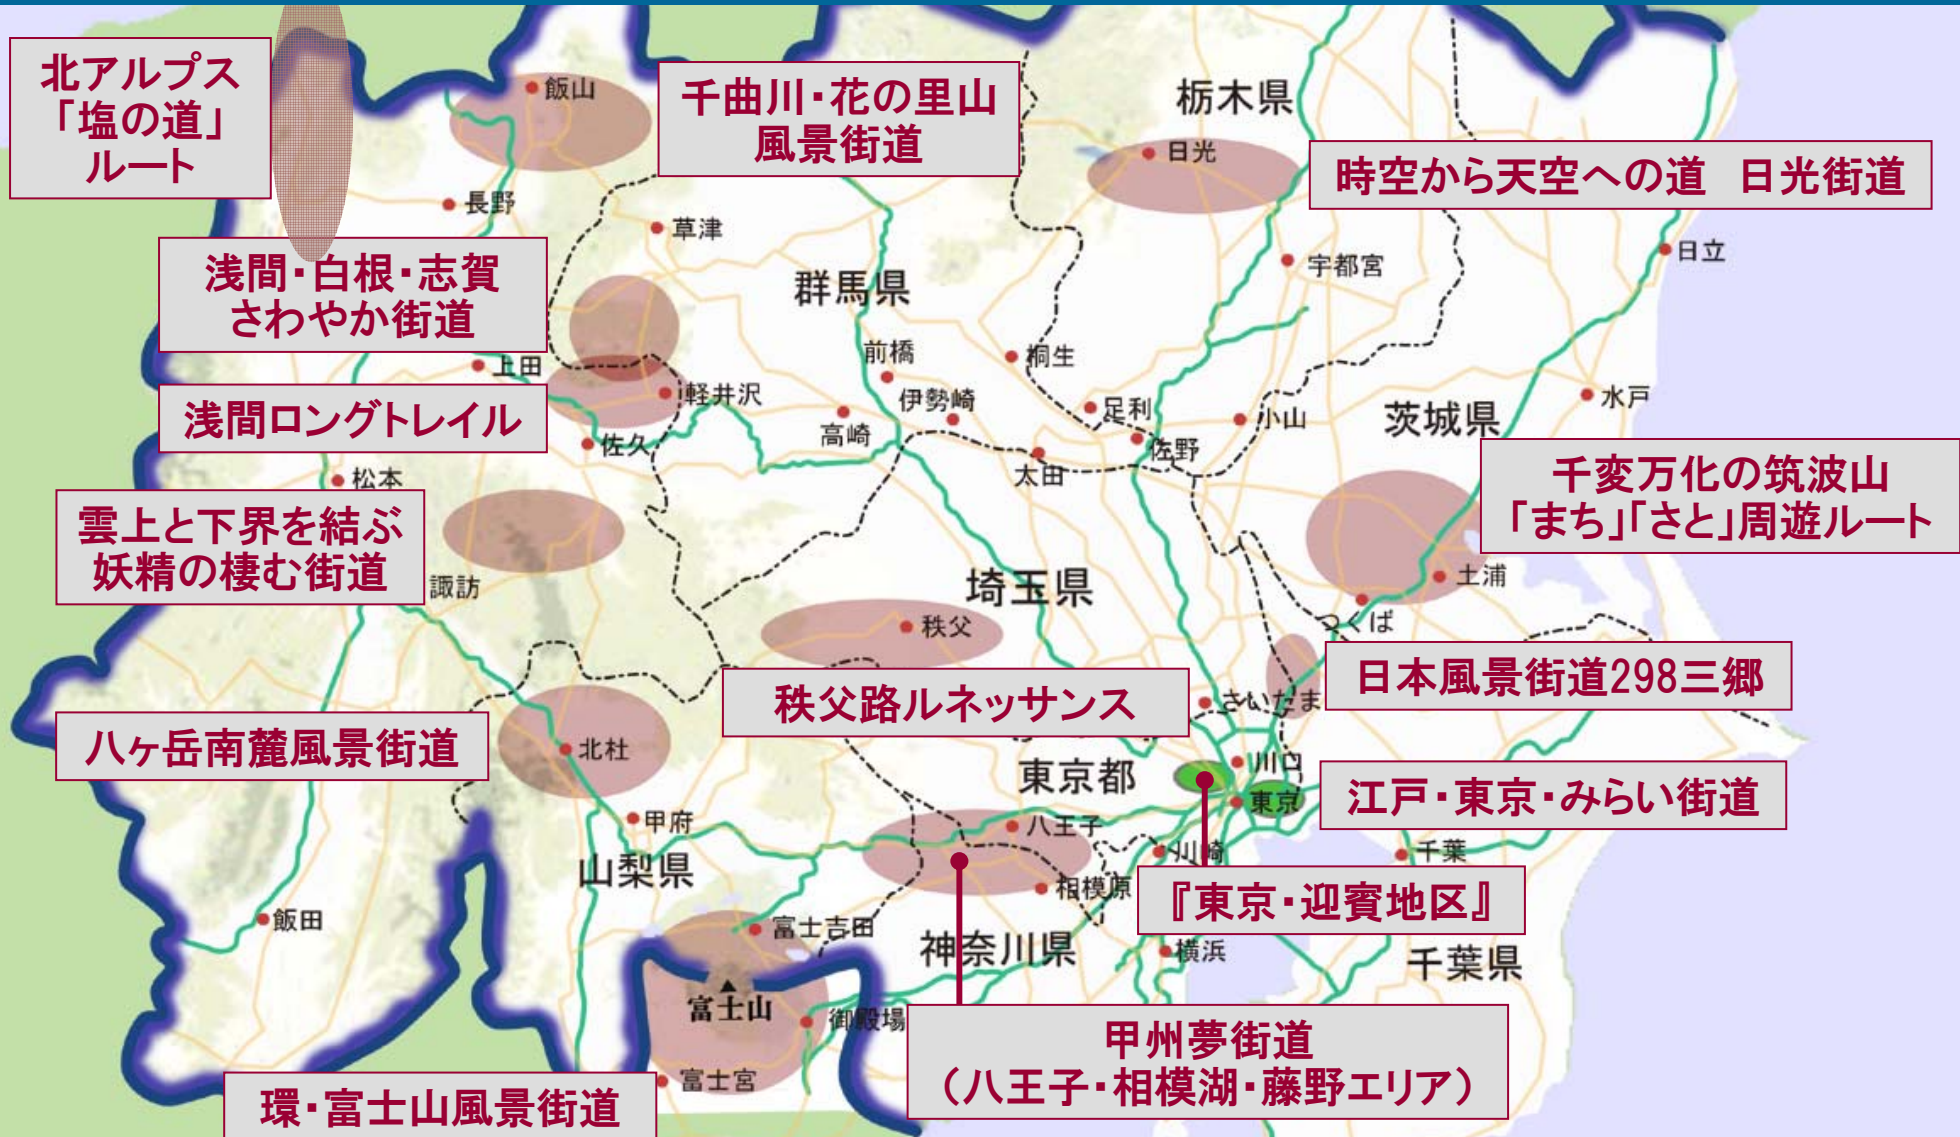 北アルプス
「塩の道」
ルート
飯山
千曲川・花の里山
風景街道
栃木県
日光
時空から天空への道 日光街道
長野
草津
浅間・白根・志賀
さわやか街道
群馬県
宇都宮
日立
上田
前橋
桐生
軽井沢
伊勢崎
足利
小山
茨城県
水戸
浅間ロングトレイル
高崎
佐久
佐野
太田
松本
千変万化の筑波山
「まち」「さと」周遊ルート
雲上と下界を結ぶ
妖精の棲む街道
諏訪
埼玉県
土浦
つくば
秩父
日本風景街道298三郷
秩父路ルネッサンス
さいたま
八ヶ岳南麓風景街道
北杜
東京都
川口
東京
江戸・東京・みらい街道
甲府
八王子
川崎
千葉
山梨県
相模原
『東京・迎賓地区』
飯田
富士吉田
神奈川県
横浜
千葉県
富士山
御殿場
甲州夢街道
（八王子・相模湖・藤野エリア）
富士宮
環・富士山風景街道